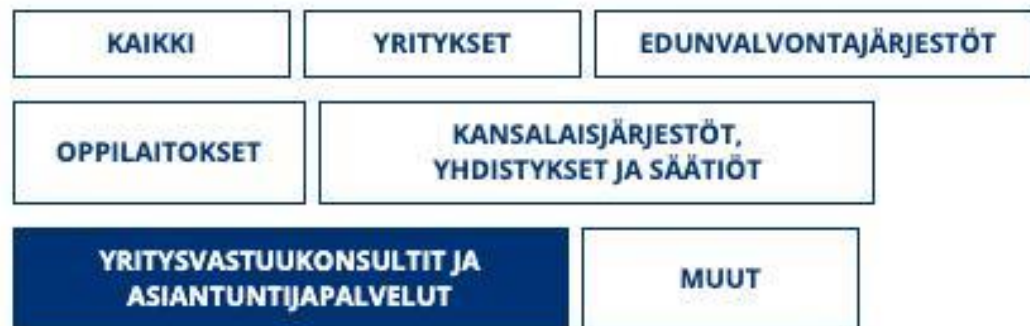 KAIKKI
YRITYKSET
EDUNVALVONTAJÄRJESTÖT
OPPILAITOKSET
KANSALAISJÄRJESTÖT,
YHDISTYKSET JA SÄÄTIÖT
YRITYSVASTUUKONSULTIT JA
ASIANTUNTIJAPALVELUT
MUUT